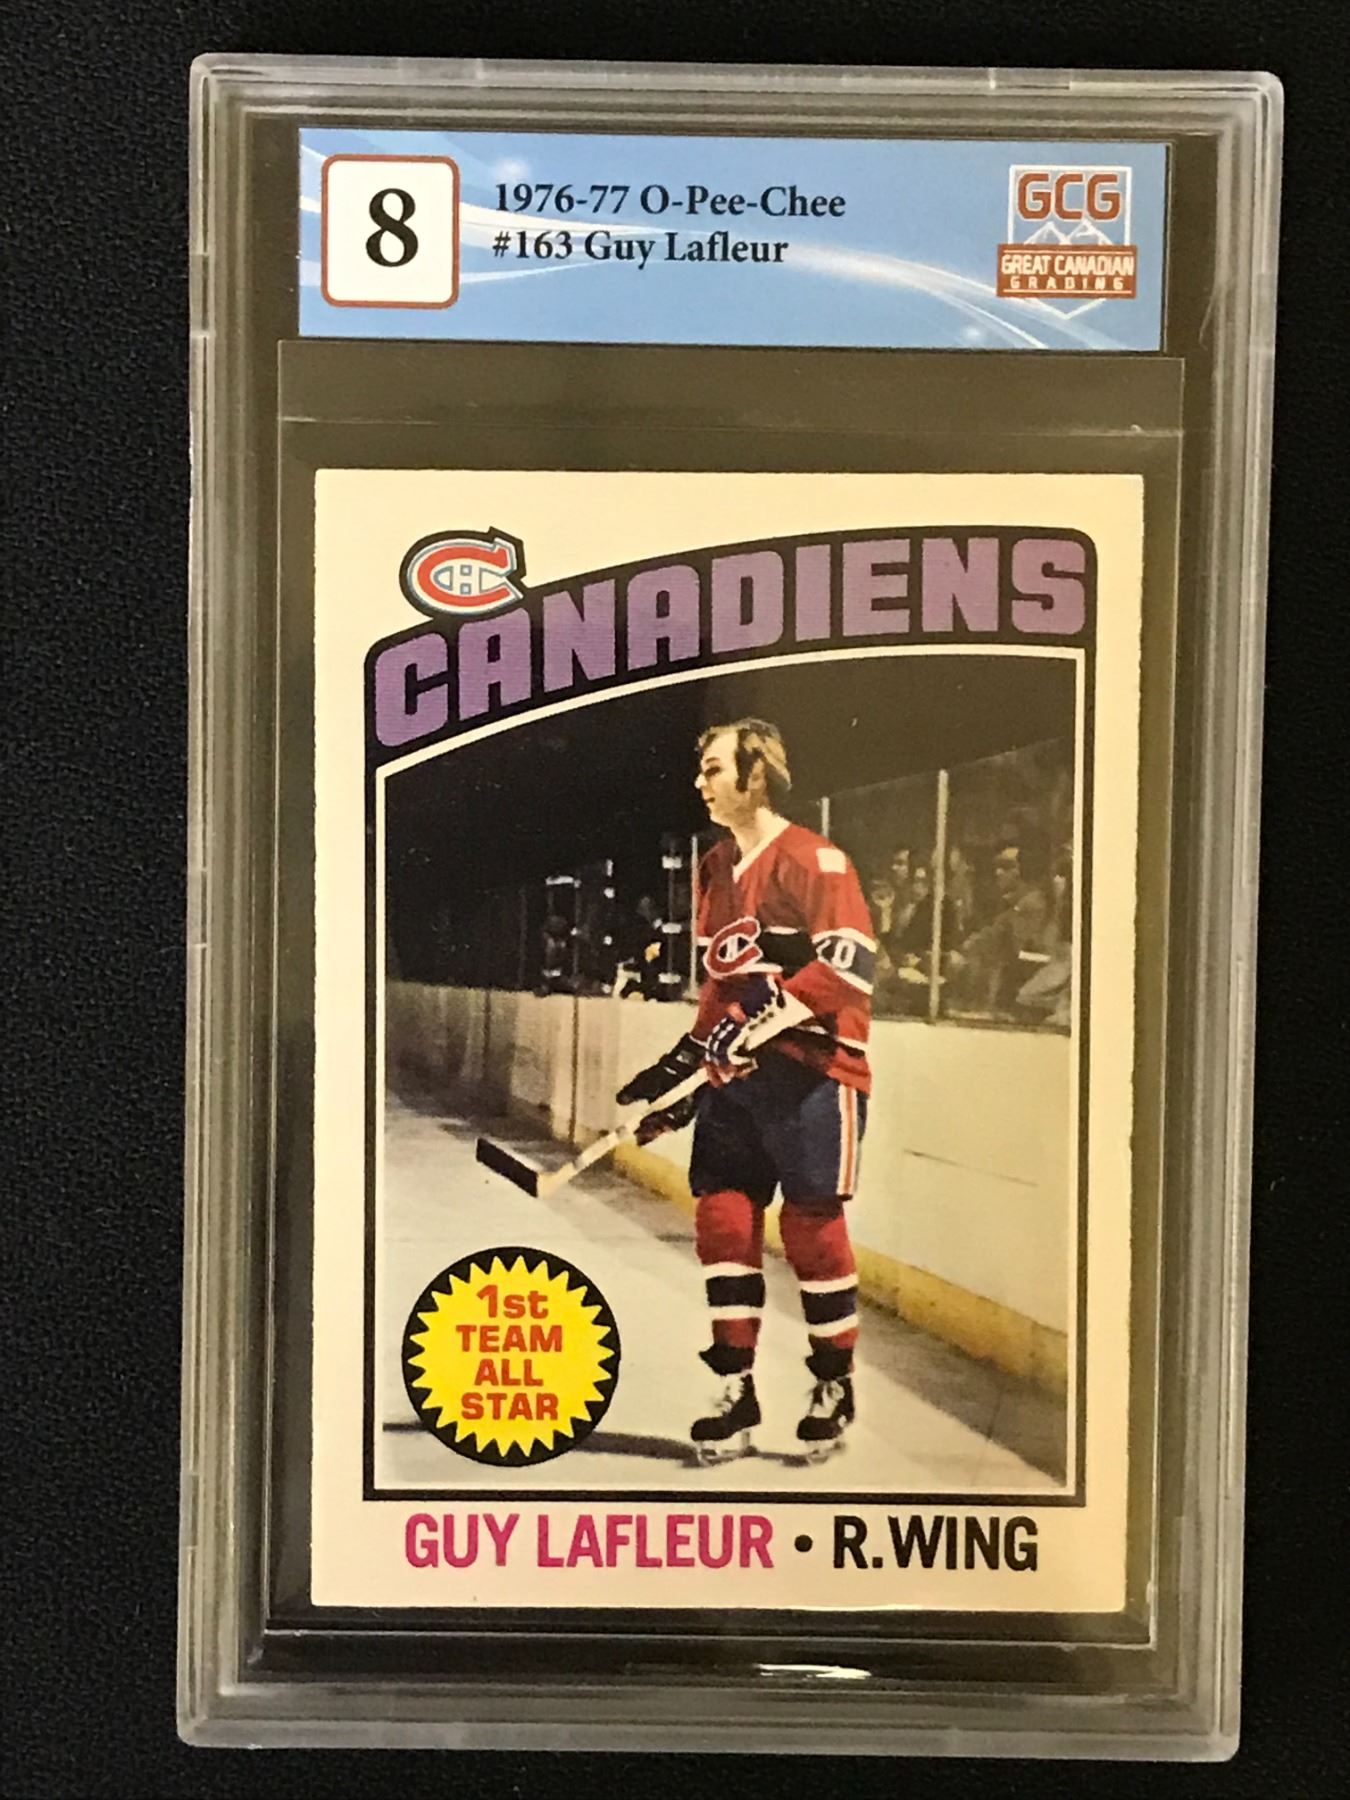 8
1976-77 O-Pee-Chee
#163 Guy Lafleur
GCG
GREAT CANADIAN
GRADING
CANADIENS
1st
TEAM
ALL
STAR
GUY LAFLEUR • R.WING